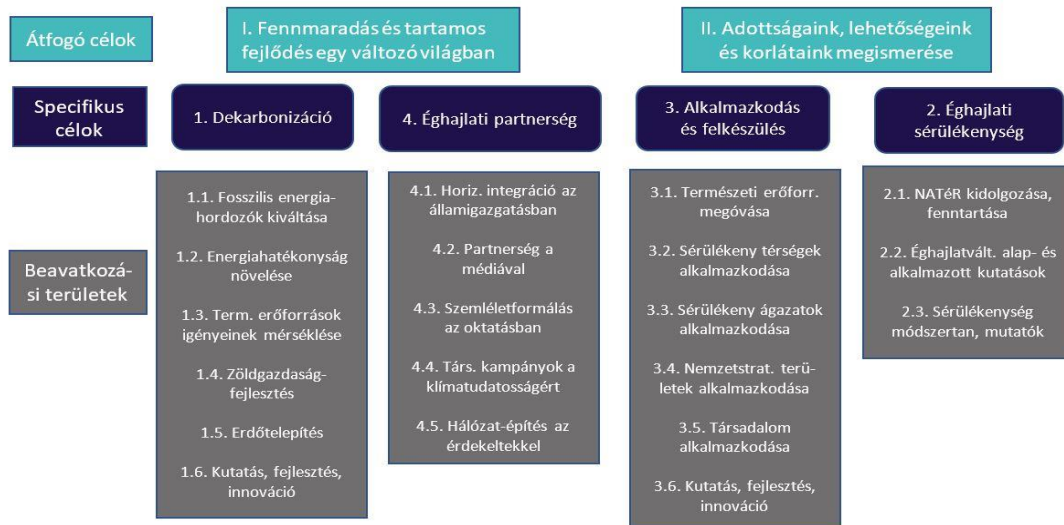 Átfogó célok
I. Fennmaradás és tartamos
fejlődés egy változó világban
II. Adottságaink, lehetőségeink
és korlátaink megismerése
Specifikus
célok
1. Dekarbonizáció
4. Éghajlati partnerség
3. Alkalmazkodás
és felkészülés
2. Éghajlati
sérülékenység
Beavatkozá-
si területek
1.1. Fosszilis energia-
hordozók kiváltása
1.2. Energiahatékonyság
növelése
1.3. Term. erőforrások
igényeinek mérséklése
1.4. Zöldgazdaság-
fejlesztés
1.5. Erdőtelepítés
1.6. Kutatás, fejlesztés,
innováció
4.1. Horiz. integráció az
államigazgatásban
4.2. Partnerség a
médiával
4.3. Szemléletformálás
az oktatásban
4.4. Társ. kampányok a
klímatudatosságért
4.5. Hálózat-építés az
érdekeltekkel
3.1. Természeti erőforr.
megóvása
3.2. Sérülékeny térségek
alkalmazkodása
3.3. Sérülékeny ágazatok
alkalmazkodása
3.4. Nemzetstrat. terü-
letek alkalmazkodása
3.5. Társadalom
alkalmazkodása
3.6. Kutatás, fejlesztés,
innováció
2.1. NATéR kidolgozása,
fenntartása
2.2. Éghajlatvált. alap- és
alkalmazott kutatások
2.3. Sérülékenység
módszertan, mutatók